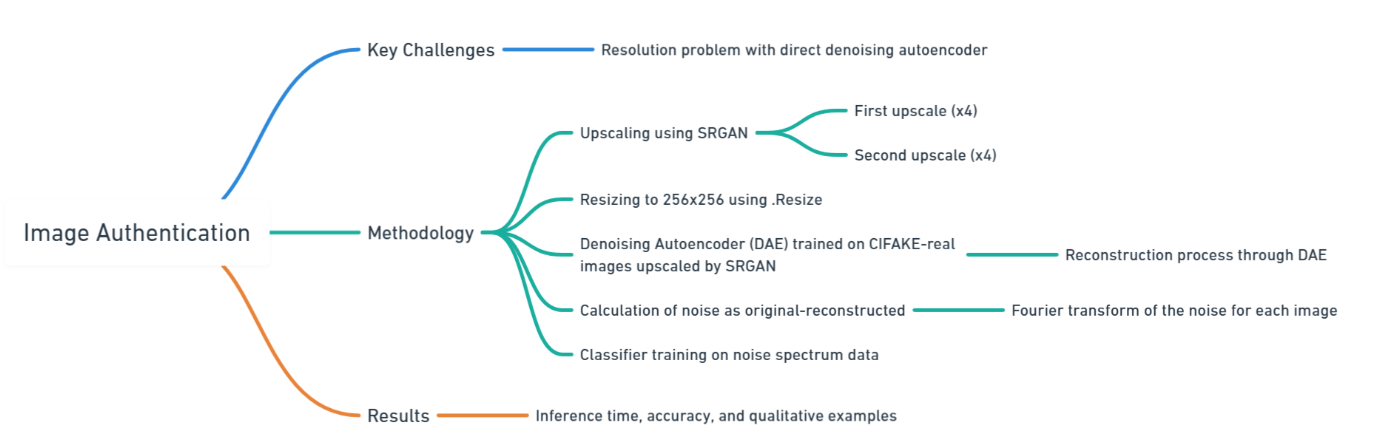 Image Authentication
Key Challenges
Resolution problem with direct denoising autoencoder
Methodology
Upscaling using SRGAN
First upscale (x4)
Second upscale (x4)
Resizing to 256x256 using .Resize
Denoising Autoencoder (DAE) trained on CIFAKE-real
images upscaled by SRGAN
Reconstruction process through DAE
Calculation of noise as original-reconstructed
Fourier transform of the noise for each image
Classifier training on noise spectrum data
Results
Inference time, accuracy, and qualitative examples